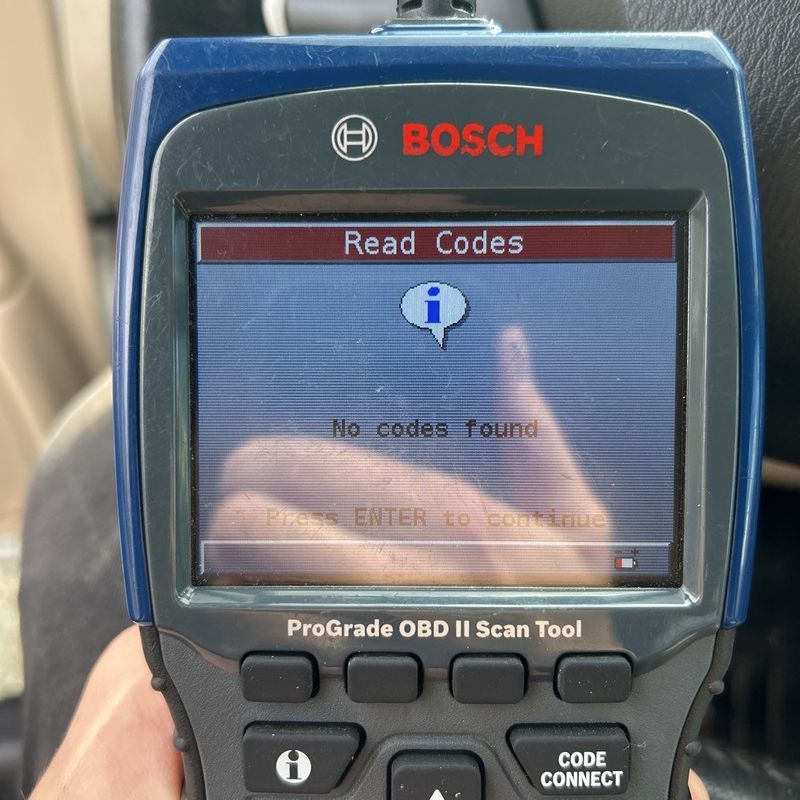 BOSCH
Read Codes
i
No codes found
Press ENTER to continue
- +
ProGrade OBD II Scan Tool
i
CODE
CONNECT